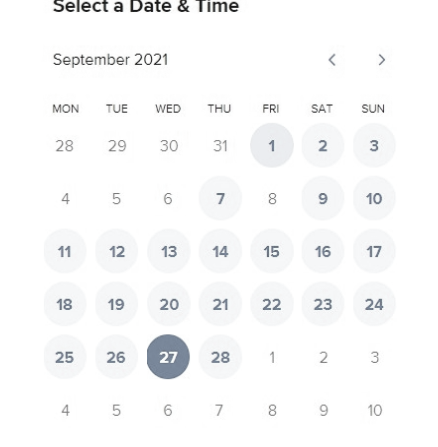 Select a Date & Time
September 2021
MON TUE WED THU FRI SAT SUN
28 29 30 31 1 2 3
4 5 6 7 8 9 10
11 12 13 14 15 16 17
18 19 20 21 22 23 24
25 26 27 28 1 2 3
4 5 6 7 8 9 10